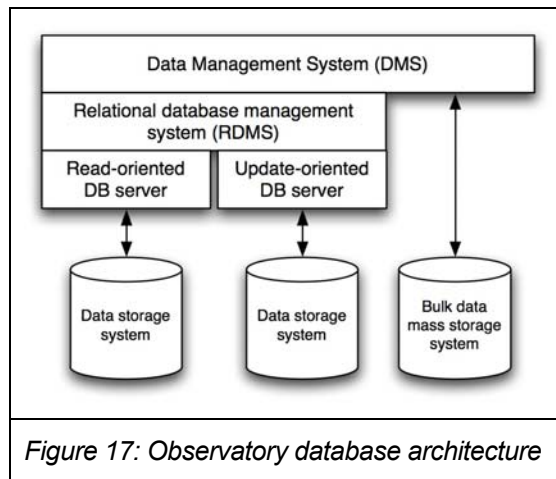 Data Management System (DMS)
Relational database management
system (RDMS)
Read-oriented
DB server
Update-oriented
DB server
Data storage
system
Data storage
system
Bulk data
mass storage
system
Figure 17: Observatory database architecture